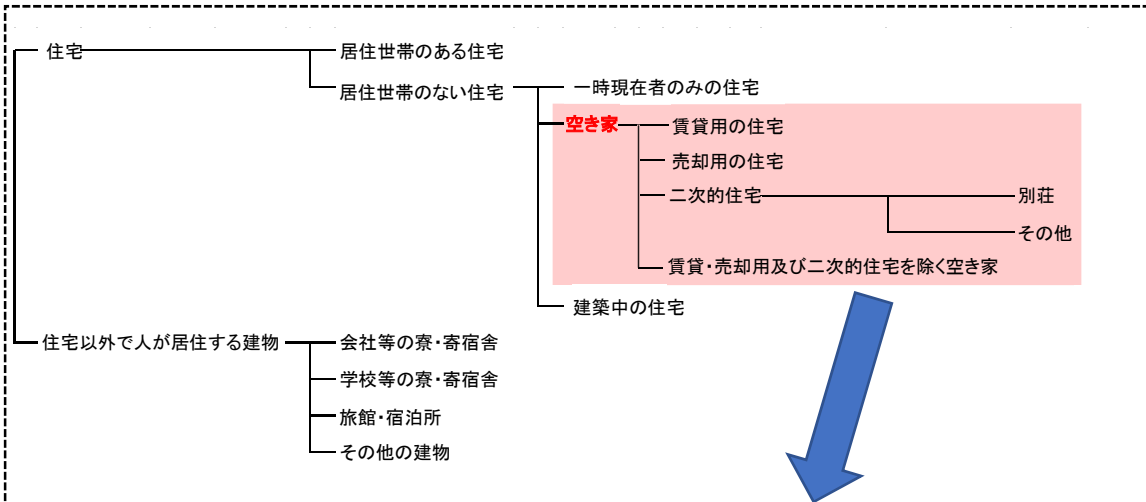 住宅
居住世帯のある住宅
居住世帯のない住宅
一時現在者のみの住宅
空き家
賃貸用の住宅
売却用の住宅
二次的住宅
別荘
その他
賃貸・売却用及び二次的住宅を除く空き家
建築中の住宅
住宅以外で人が居住する建物
会社等の寮・寄宿舎
学校等の寮・寄宿舎
旅館・宿泊所
その他の建物